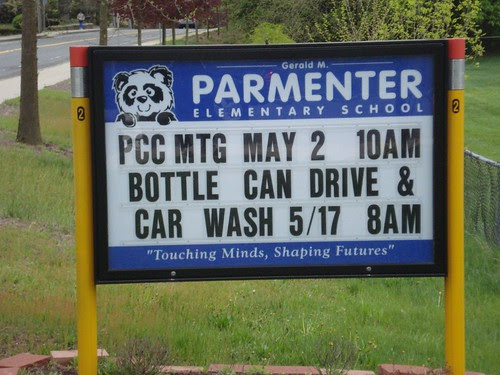 Gerald M.
PARMENTER
ELEMENTARY SCHOOL
PCC MTG MAY 2 10AM
BOTTLE CAN DRIVE &
CAR WASH 5/17 8AM
"Touching Minds, Shaping Futures"
2
2